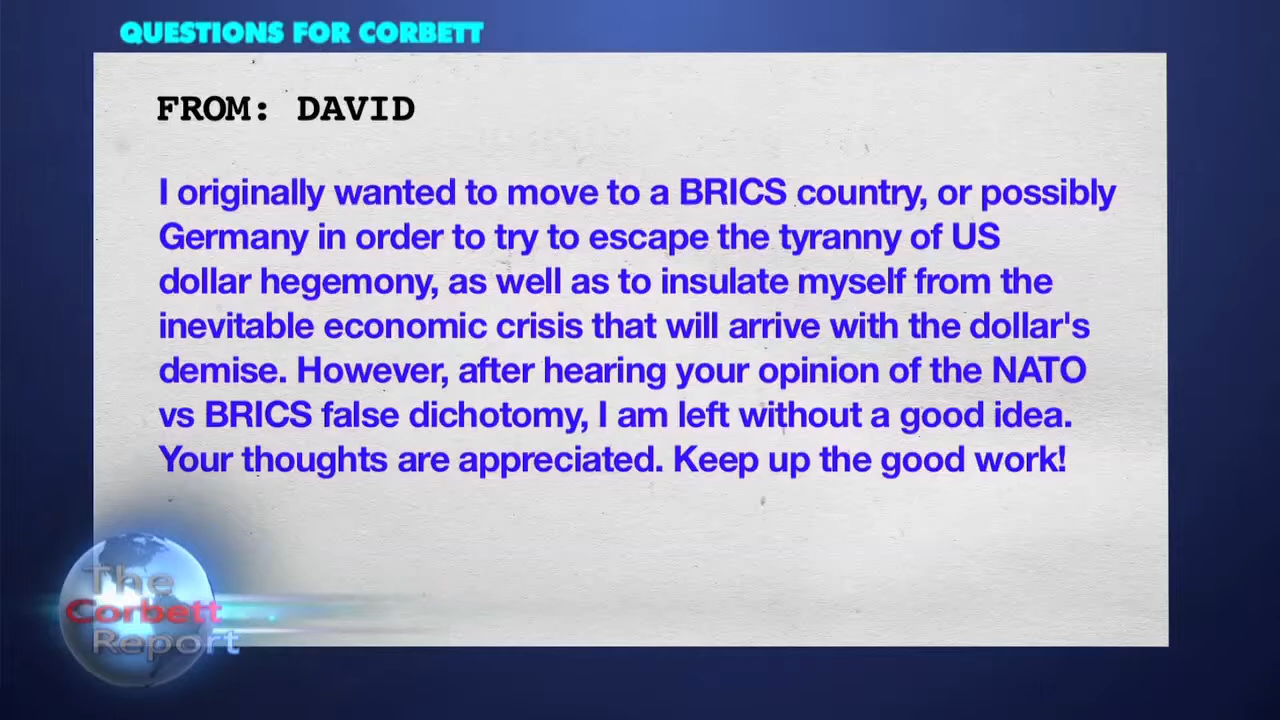 QUESTIONS FOR CORBETT
FROM: DAVID
I originally wanted to move to a BRICS country, or possibly
Germany in order to try to escape the tyranny of US
dollar hegemony, as well as to insulate myself from the
inevitable economic crisis that will arrive with the dollar's
demise. However, after hearing your opinion of the NATO
vs BRICS false dichotomy, I am left without a good idea.
Your thoughts are appreciated. Keep up the good work!
The
Corbett
Report